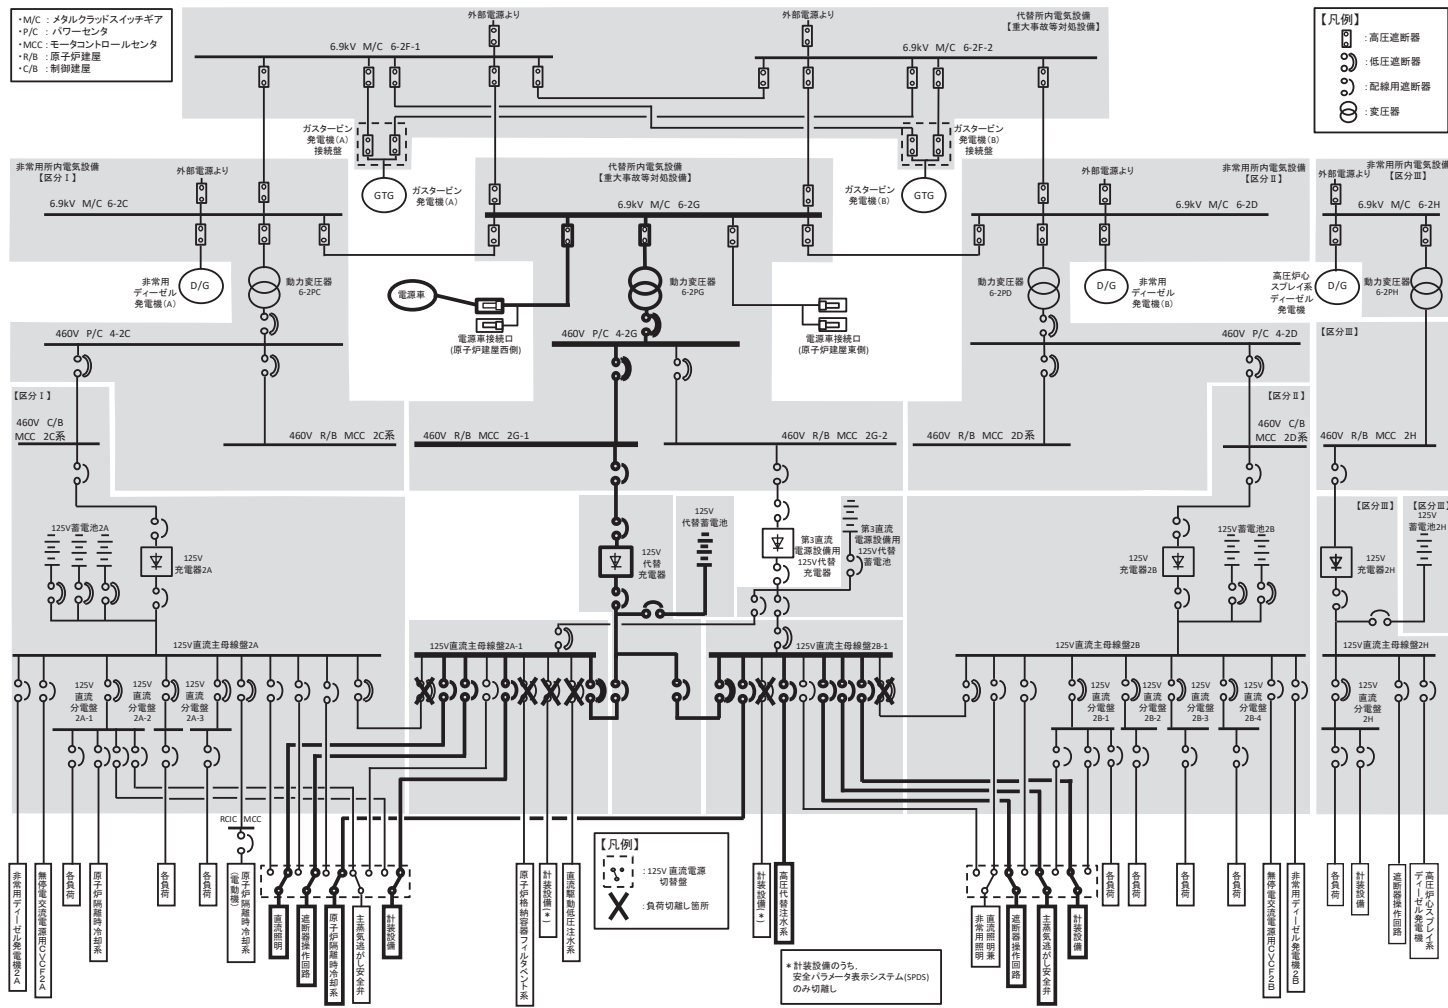 ・M/C : メタルクラッドスイッチギア
・P/C : パワーセンタ
・MCC : モータコントロールセンタ
・R/B : 原子炉建屋
・C/B : 制御建屋
外部電源より
外部電源より
代替所内電気設備
【重大事故等対処設備】
【凡例】
: 高圧遮断器
: 低圧遮断器
: 配線用遮断器
: 変圧器
6.9kV M/C 6-2F-1
6.9kV M/C 6-2F-2
ガスタービン
発電機(A)
接続盤
ガスタービン
発電機(B)
接続盤
非常用所内電気設備
【区分Ⅰ】
外部電源より
GTG
ガスタービン
発電機(A)
代替所内電気設備
【重大事故等対処設備】
ガスタービン
発電機(B)
GTG
外部電源より
非常用所内電気設備
【区分Ⅱ】
非常用所内電気設備
【区分Ⅲ】
外部電源より
6.9kV M/C 6-2C
6.9kV M/C 6-2G
6.9kV M/C 6-2D
6.9kV M/C 6-2H
非常用
ディーゼル
発電機(A)
D/G
動力変圧器
6-2PC
電源車
動力変圧器
6-2PG
電源車接続口
(原子炉建屋西側)
電源車接続口
(原子炉建屋東側)
動力変圧器
6-2PD
D/G
非常用
ディーゼル
発電機(B)
高圧炉心
スプレイ系
ディーゼル
発電機
D/G
動力変圧器
6-2PH
460V P/C 4-2C
460V P/C 4-2G
460V P/C 4-2D
【区分Ⅲ】
【区分Ⅰ】
【区分Ⅱ】
460V C/B
MCC 2C系
460V R/B MCC 2C系
460V R/B MCC 2G-1
460V R/B MCC 2G-2
460V R/B MCC 2D系
460V C/B
MCC 2D系
460V R/B MCC 2H
125V蓄電池2A
125V
充電器2A
125V
代替
充電器
125V
代替蓄電池
第3直流
電源設備用
125V代替
充電器
第3直流
電源設備用
125V代替
蓄電池
125V
充電器2B
125V蓄電池2B
【区分Ⅲ】
125V
充電器2H
【区分Ⅲ】
125V
蓄電池2H
125V直流主母線盤2A
125V直流主母線盤2A-1
125V直流主母線盤2B-1
125V直流主母線盤2B
125V直流主母線盤2H
125V
直流
分電盤
2A-1
125V
直流
分電盤
2A-2
125V
直流
分電盤
2A-3
125V
直流
分電盤
2B-1
125V
直流
分電盤
2B-2
125V
直流
分電盤
2B-3
125V
直流
分電盤
2B-4
125V
直流
分電盤
2H
RCIC MCC
【凡例】
: 125V 直流電源
切替盤
: 負荷切離し箇所
非常用ディーゼル発電機2A
無停電交流電源用CVCF2A
各負荷
原子炉隔離時冷却系
各負荷
各負荷
原子炉隔離時冷却系
(電動機)
直流照明
遮断器操作回路
原子炉隔離時冷却系
主蒸気逃がし安全弁
計装設備
原子炉格納容器フィルタベント系
計装設備(*)
直流駆動低圧注水系
計装設備(*)
高圧代替注水系
直流照明兼
非常用照明
遮断器操作回路
主蒸気逃がし安全弁
計装設備
各負荷
各負荷
各負荷
各負荷
無停電交流電源用CVCF2B
非常用ディーゼル発電機2B
各負荷
計装設備
遮断器操作回路
高圧炉心スプレイ系
ディーゼル発電機
*計装設備のうち、
安全パラメータ表示システム(SPDS)
のみ切離し